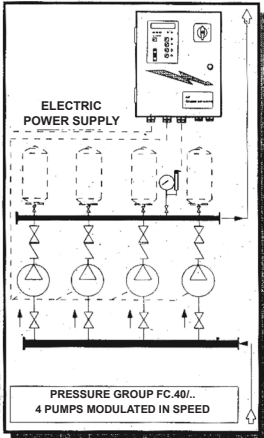 ELECTRIC
POWER SUPPLY
PRESSURE GROUP FC.40/..
4 PUMPS MODULATED IN SPEED